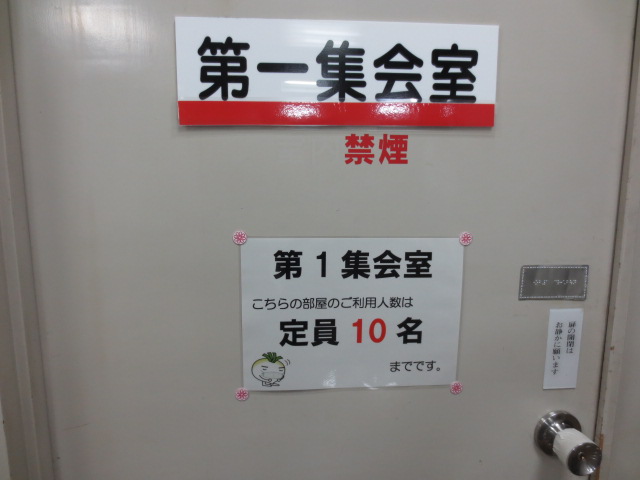 第一集会室
禁煙
第1集会室
こちらの部屋のご利用人数は
定員10名
までです。
扉の開閉は
お静かに願います